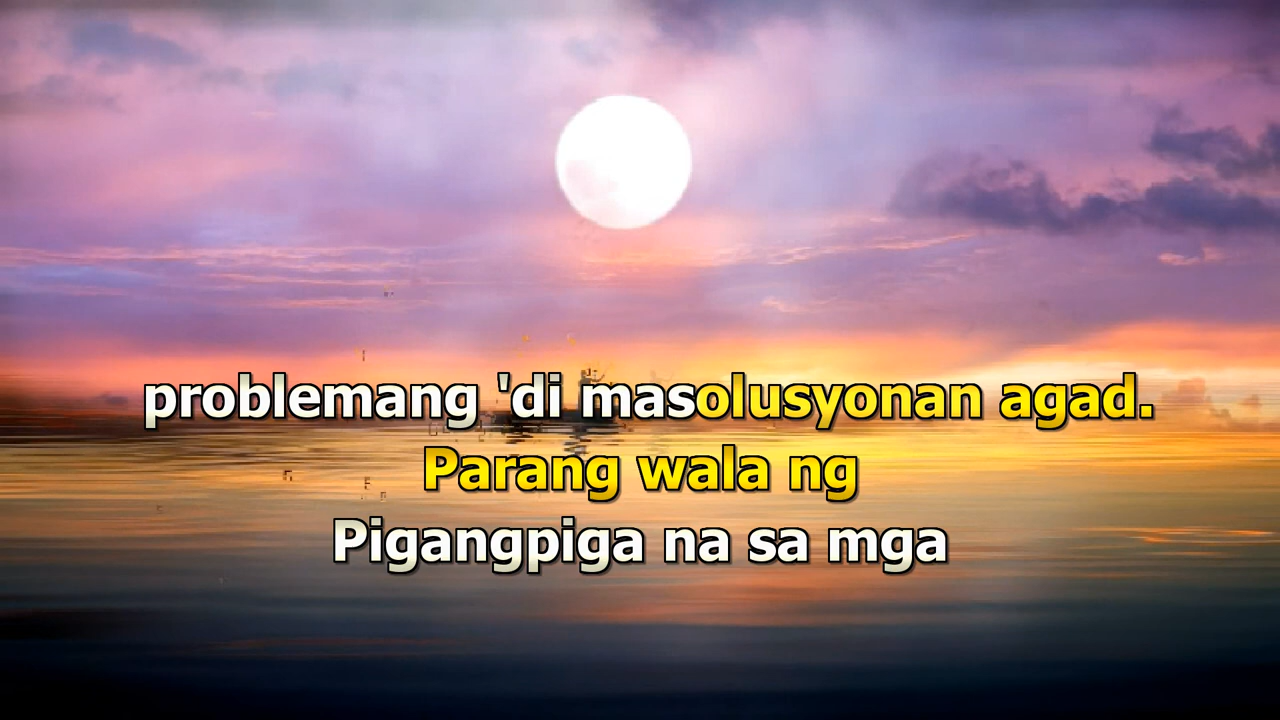 problemang 'di masolusyonan agad.
Parang wala ng
Pigangpiga na sa mga